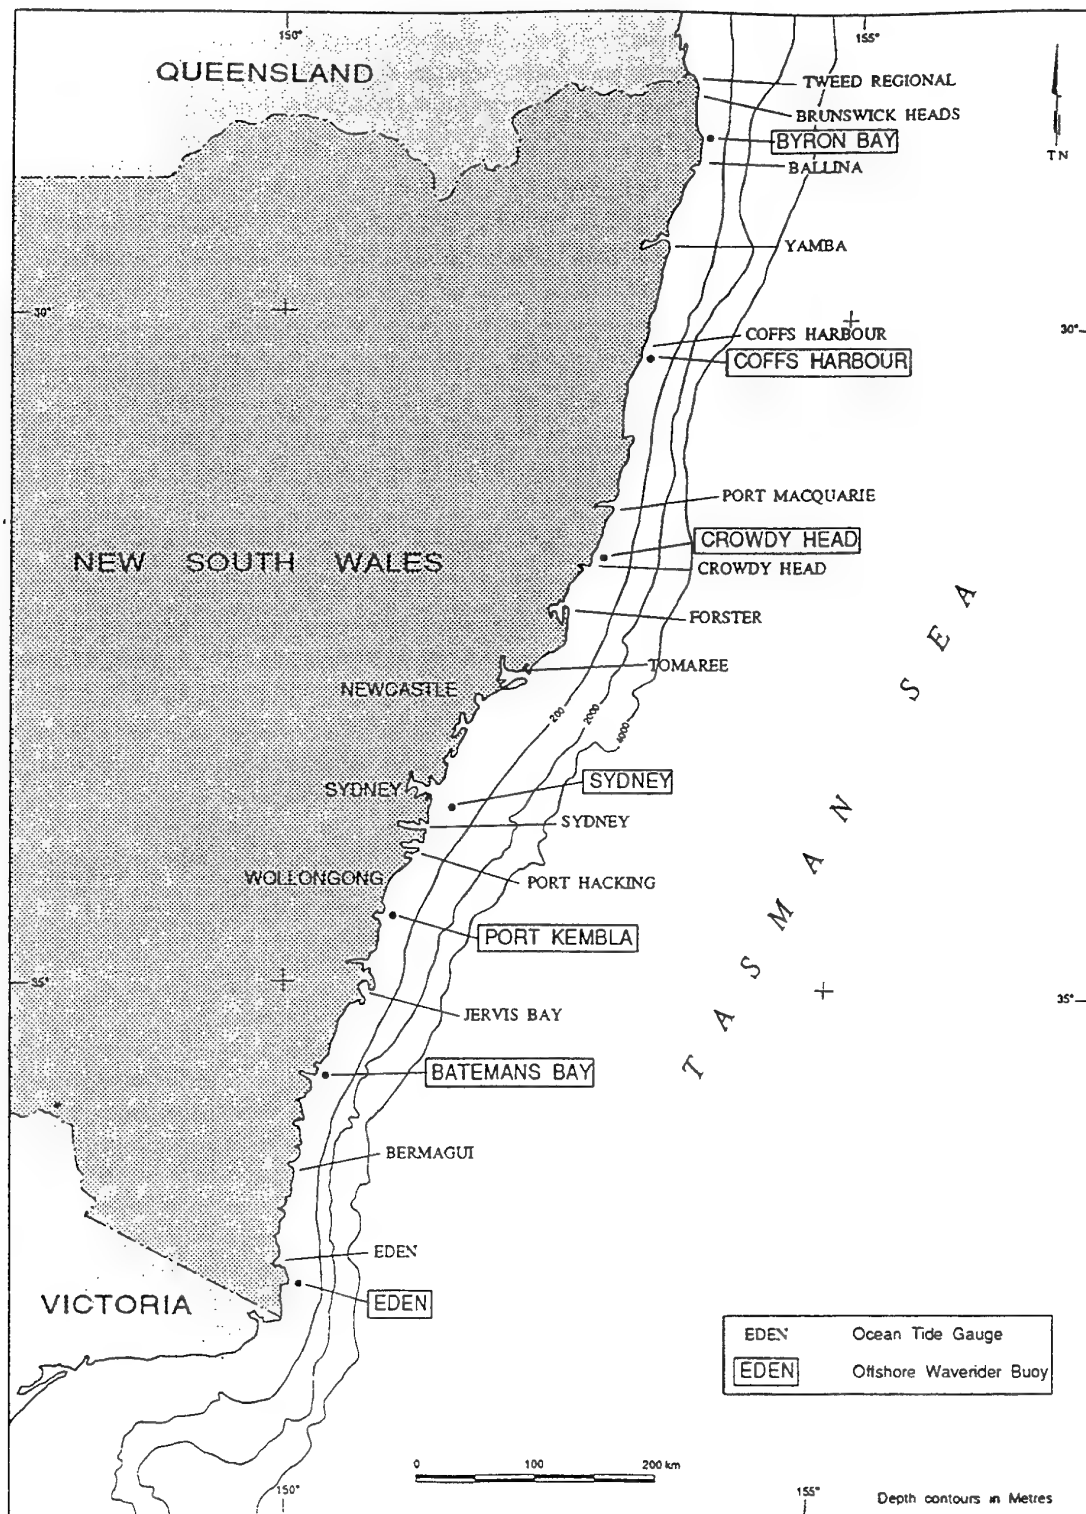 150°
155°
QUEENSLAND
TWEED REGIONAL
BRUNSWICK HEADS
BYRON BAY
TN
BALLINA
YAMBA
30°
30°
COFFS HARBOUR
COFFS HARBOUR
PORT MACQUARIE
NEW SOUTH WALES
CROWDY HEAD
CROWDY HEAD
FORSTER
TOMAREE
NEWCASTLE
200
2000
4000
SYDNEY
SYDNEY
SYDNEY
WOLLONGONG
PORT HACKING
PORT KEMBLA
TASMAN SEA
35°
35°
JERVIS BAY
BATEMANS BAY
BERMAGUI
EDEN
VICTORIA
EDEN
EDEN Ocean Tide Gauge
EDEN Offshore Waverider Buoy
0 100 200 km
150°
155°
Depth contours in Metres